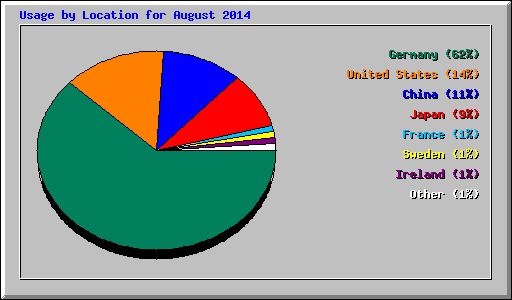 Usage by Location for August 2014
Germany (62%)
United States (14%)
China (11%)
Japan (9%)
France (1%)
Sweden (1%)
Ireland (1%)
Other (1%)